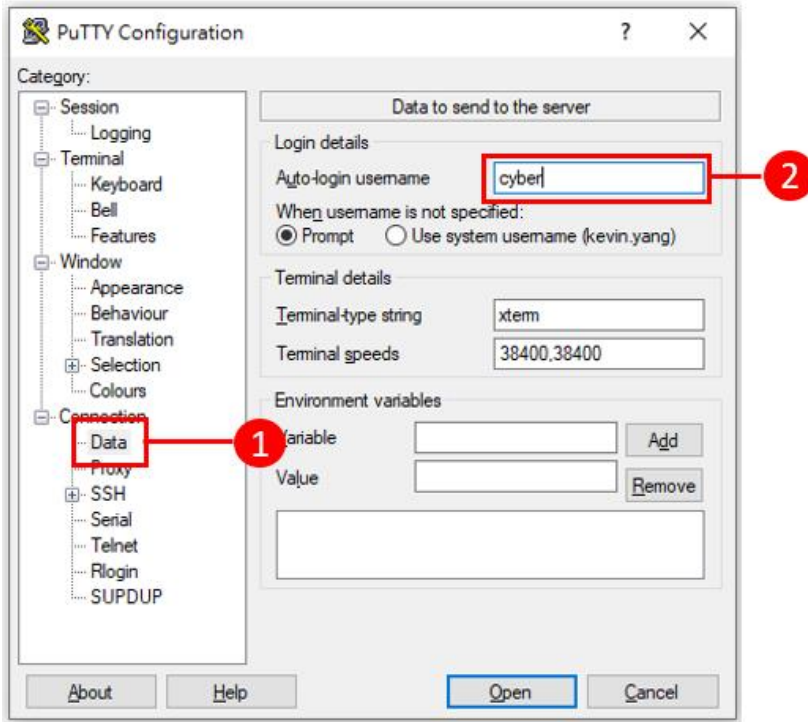 PuTTY Configuration
?
Category:
Session
Logging
Terminal
Keyboard
Bell
Features
Window
Appearance
Behaviour
Translation
Selection
Colours
Connection
Data
Proxy
SSH
Serial
Telnet
Rlogin
SUPDUP
1
Data to send to the server
Login details
Auto-login username cyber
2
When username is not specified:
Prompt Use system username (kevin.yang)
Terminal details
Terminal-type string xterm
Terminal speeds 38400,38400
Environment variables
Variable Add
Value Remove
About Help Open Cancel